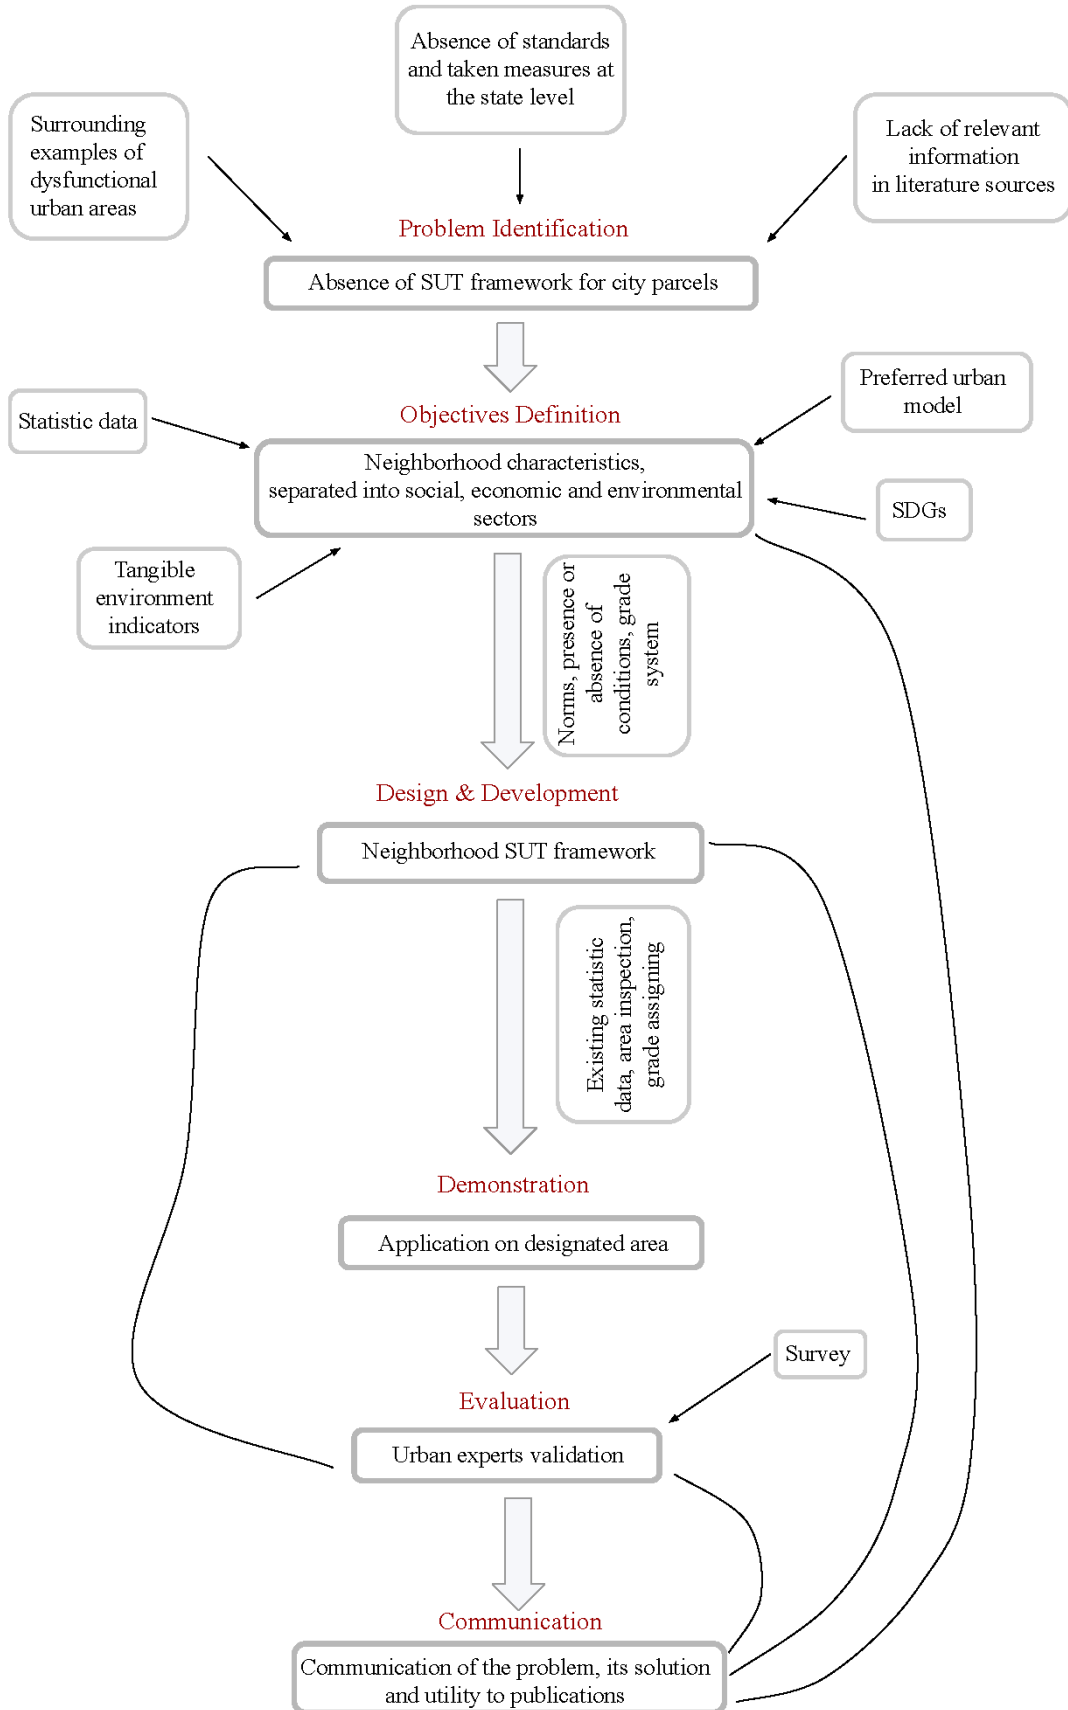 Absence of standards
and taken measures at
the state level
Surrounding
examples of
dysfunctional
urban areas
Lack of relevant
information
in literature sources
Problem Identification
Absence of SUT framework for city parcels
Preferred urban
model
Statistic data
Objectives Definition
Neighborhood characteristics,
separated into social, economic and environmental
sectors
SDGs
Tangible
environment
indicators
Norms, presence or
absence of
conditions, grade
system
Design & Development
Neighborhood SUT framework
Existing statistic
data, area inspection,
grade assigning
Demonstration
Application on designated area
Survey
Evaluation
Urban experts validation
Communication
Communication of the problem, its solution
and utility to publications